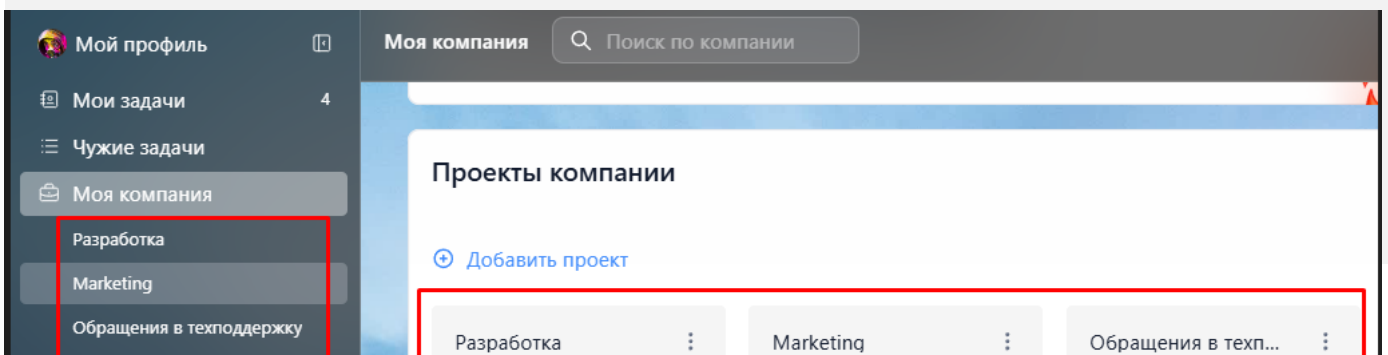 Мой профиль
Мои задачи 4
Чужие задачи
Моя компания
Разработка
Marketing
Обращения в техподдержку
Моя компания Поиск по компании
Проекты компании
Добавить проект
Разработка Marketing Обращения в техп...